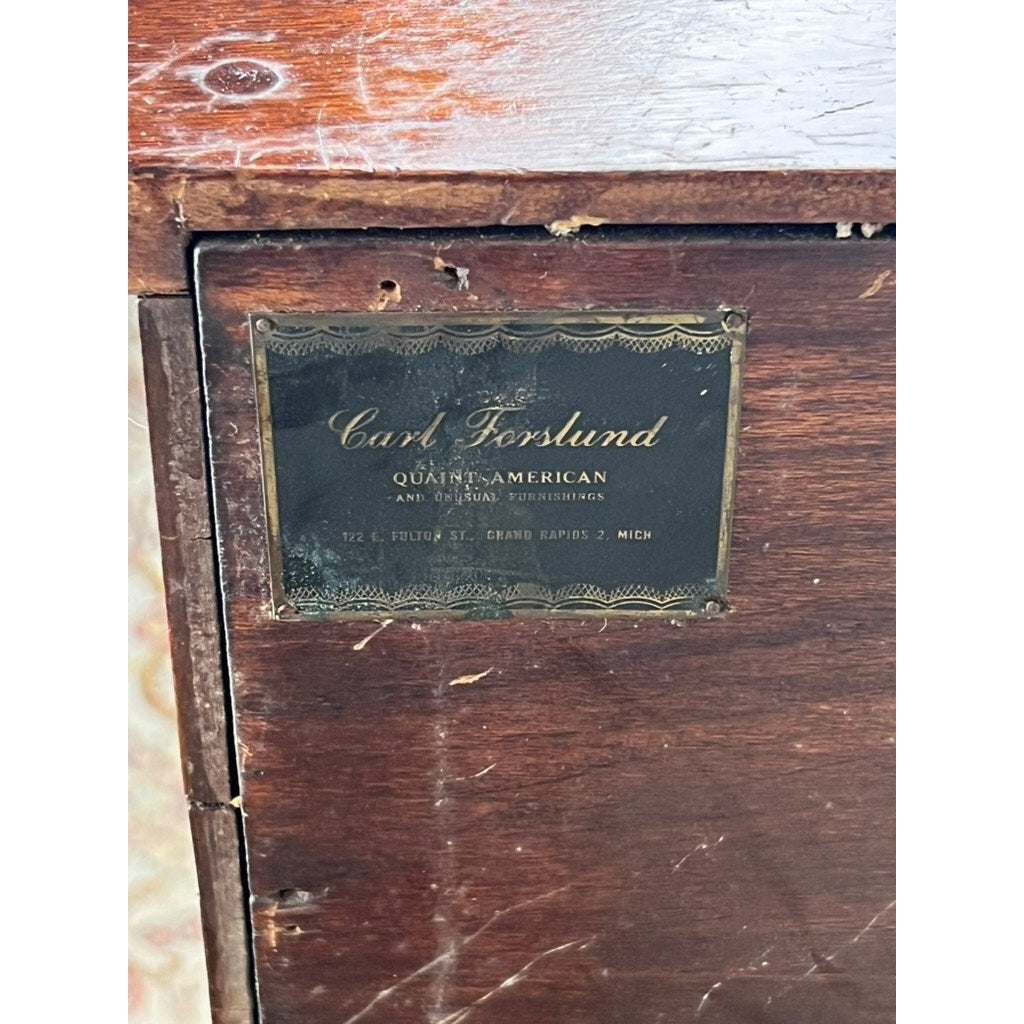 Carl Forslund
QUAINT AMERICAN
AND UNUSUAL FURNISHINGS
122 E. FULTON ST., GRAND RAPIDS 2, MICH